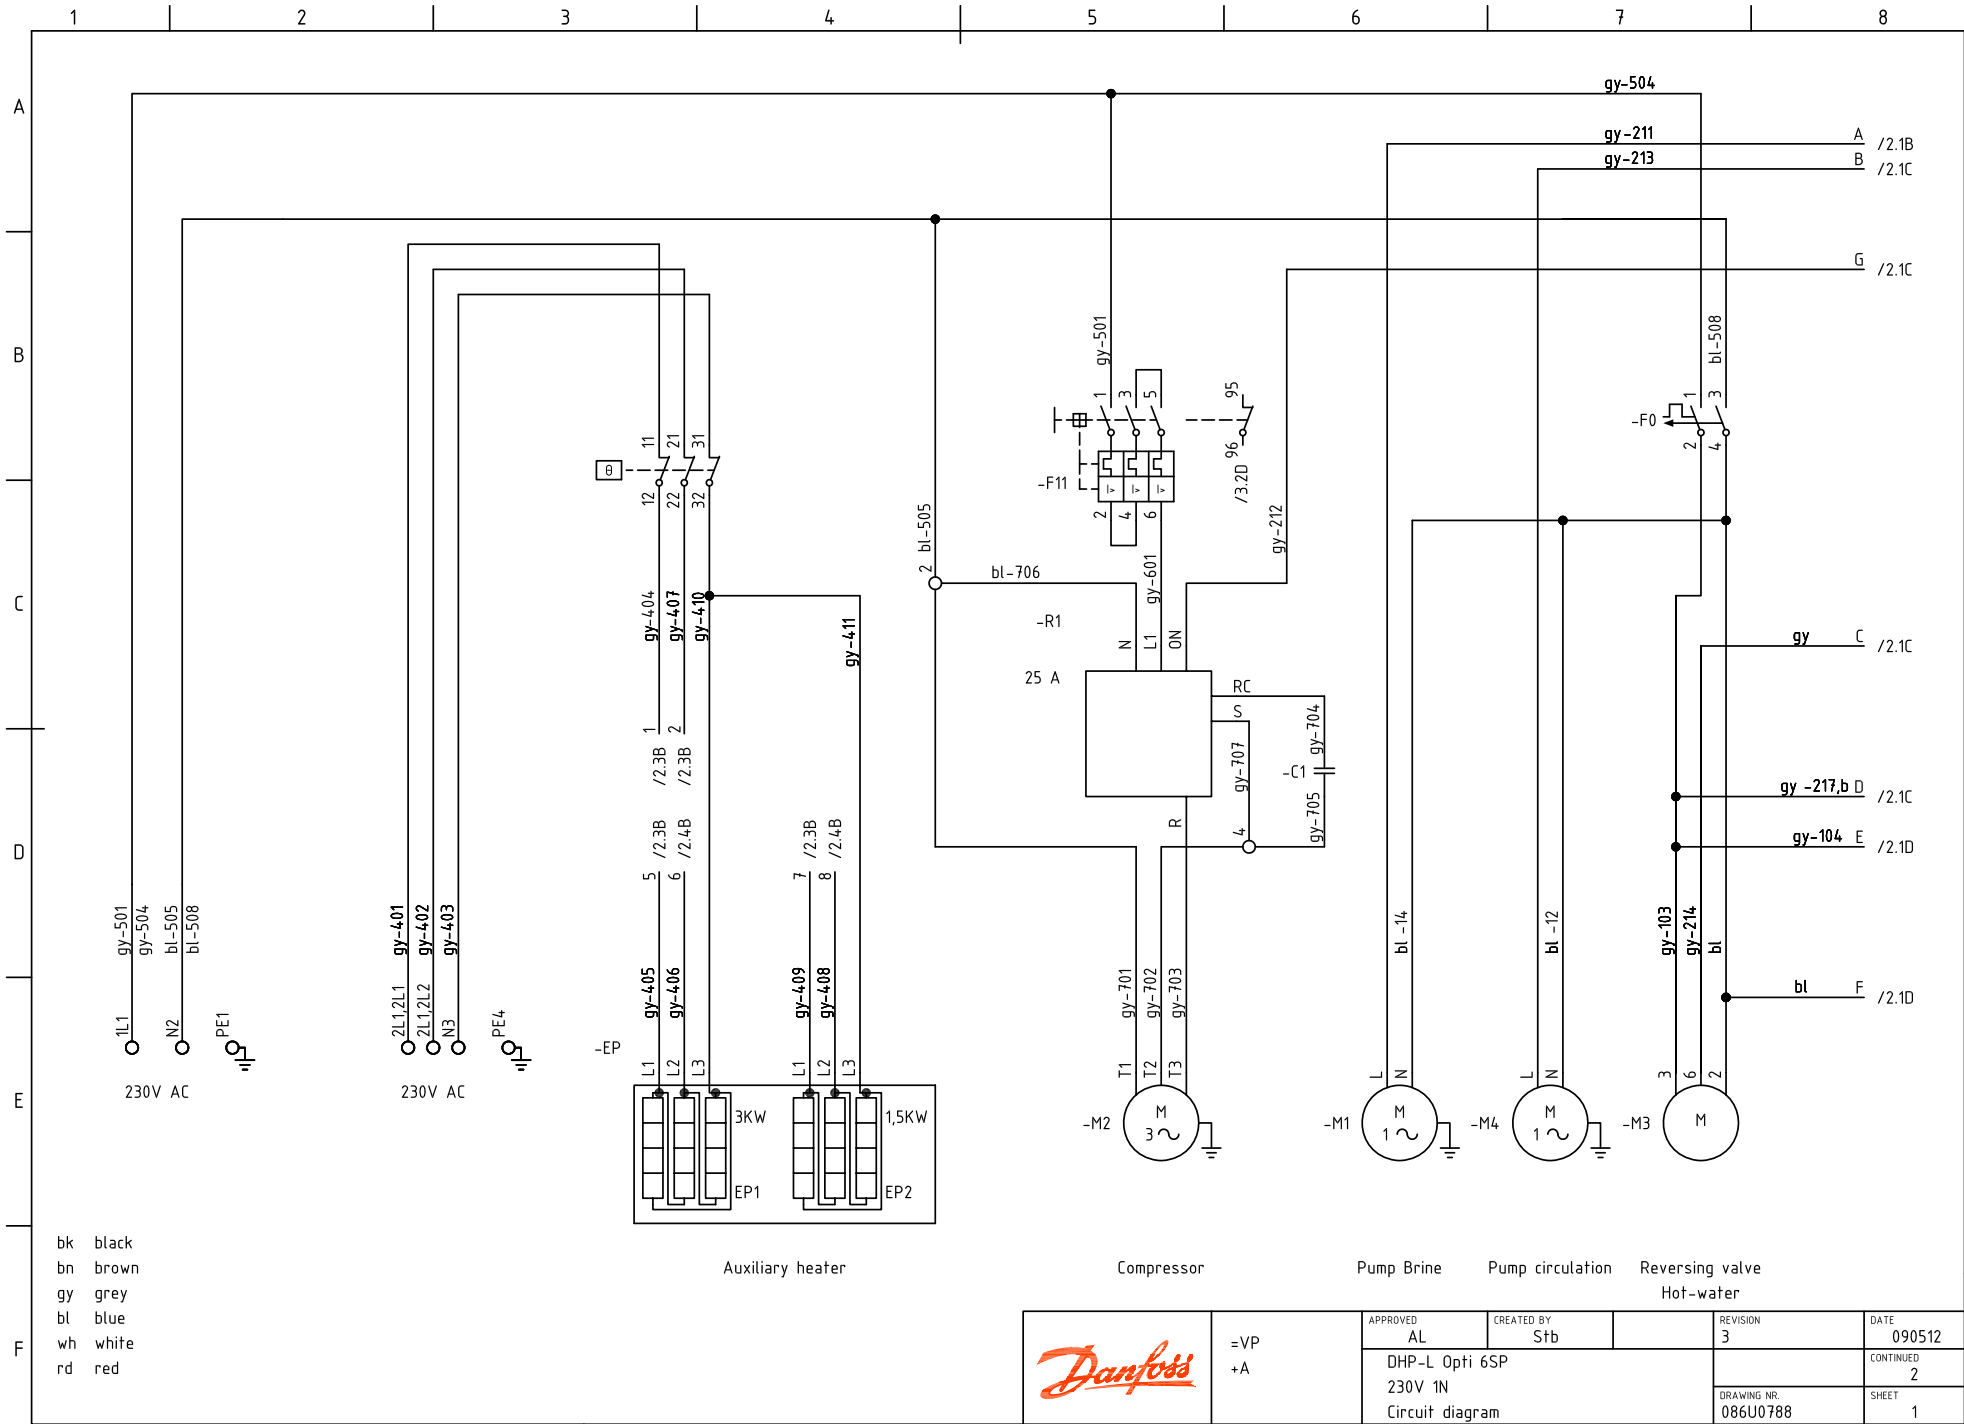 1 2 3 4 5 6 7 8
A
gy-504
gy-211 A /2.1B
gy-213 B /2.1C
G /2.1C
B
gy-501
bl-508
1 3 5
95
1 3
-F0
2 4
11 21 31
θ
12 22 32
96
/3.2D
-F11
I> I> I>
2 4 6
gy-212
bl-505
2
bl-706
gy-601
C
gy-404
gy-407
gy-410
gy-411
-R1
N L1 ON
25 A
gy C /2.1C
RC
S
gy-704
gy-707
-C1
gy-705
1 2
/2.3B /2.3B
gy -217,b D /2.1C
R
4
D
/2.3B /2.4B
/2.3B /2.4B
gy-104 E /2.1D
5 6
7 8
gy-501
gy-504
bl-505
bl-508
gy-401
gy-402
gy-403
bl -14
bl -12
gy-103
gy-214
bl
gy-405
gy-406
gy-409
gy-408
gy-701
gy-702
gy-703
bl F /2.1D
1L1 N2 PE1
2L1,2L1 2L1,2L2 N3 PE4
-EP
L1 L2 L3
L1 L2 L3
T1 T2 T3
L N
L N
3 6 2
230V AC
230V AC
E
3KW
1,5KW
-M2
M
3
-M1
M
1
-M4
M
1
-M3
M
EP1
EP2
bk black
bn brown
gy grey
bl blue
wh white
rd red
Auxiliary heater
Compressor
Pump Brine
Pump circulation
Reversing valve
Hot-water
F
Danfoss
=VP
+A
APPROVED
AL
CREATED BY
Stb
REVISION
3
DATE
090512
DHP-L Opti 6SP
230V 1N
Circuit diagram
CONTINUED
2
DRAWING NR.
086U0788
SHEET
1